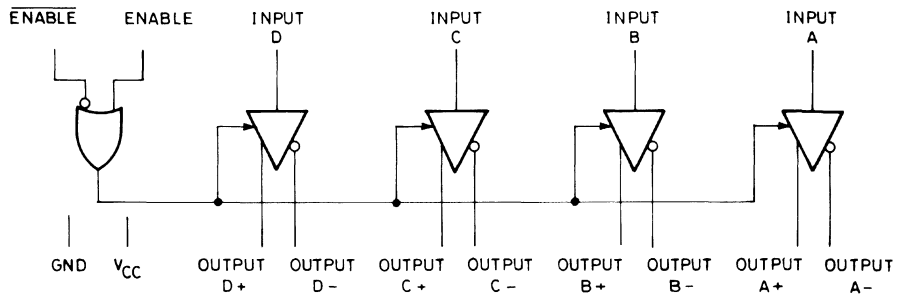 ENABLE ENABLE INPUT INPUT INPUT INPUT
D C B A
GND VCC OUTPUT OUTPUT OUTPUT OUTPUT OUTPUT OUTPUT OUTPUT OUTPUT
D+ D- C+ C- B+ B- A+ A-